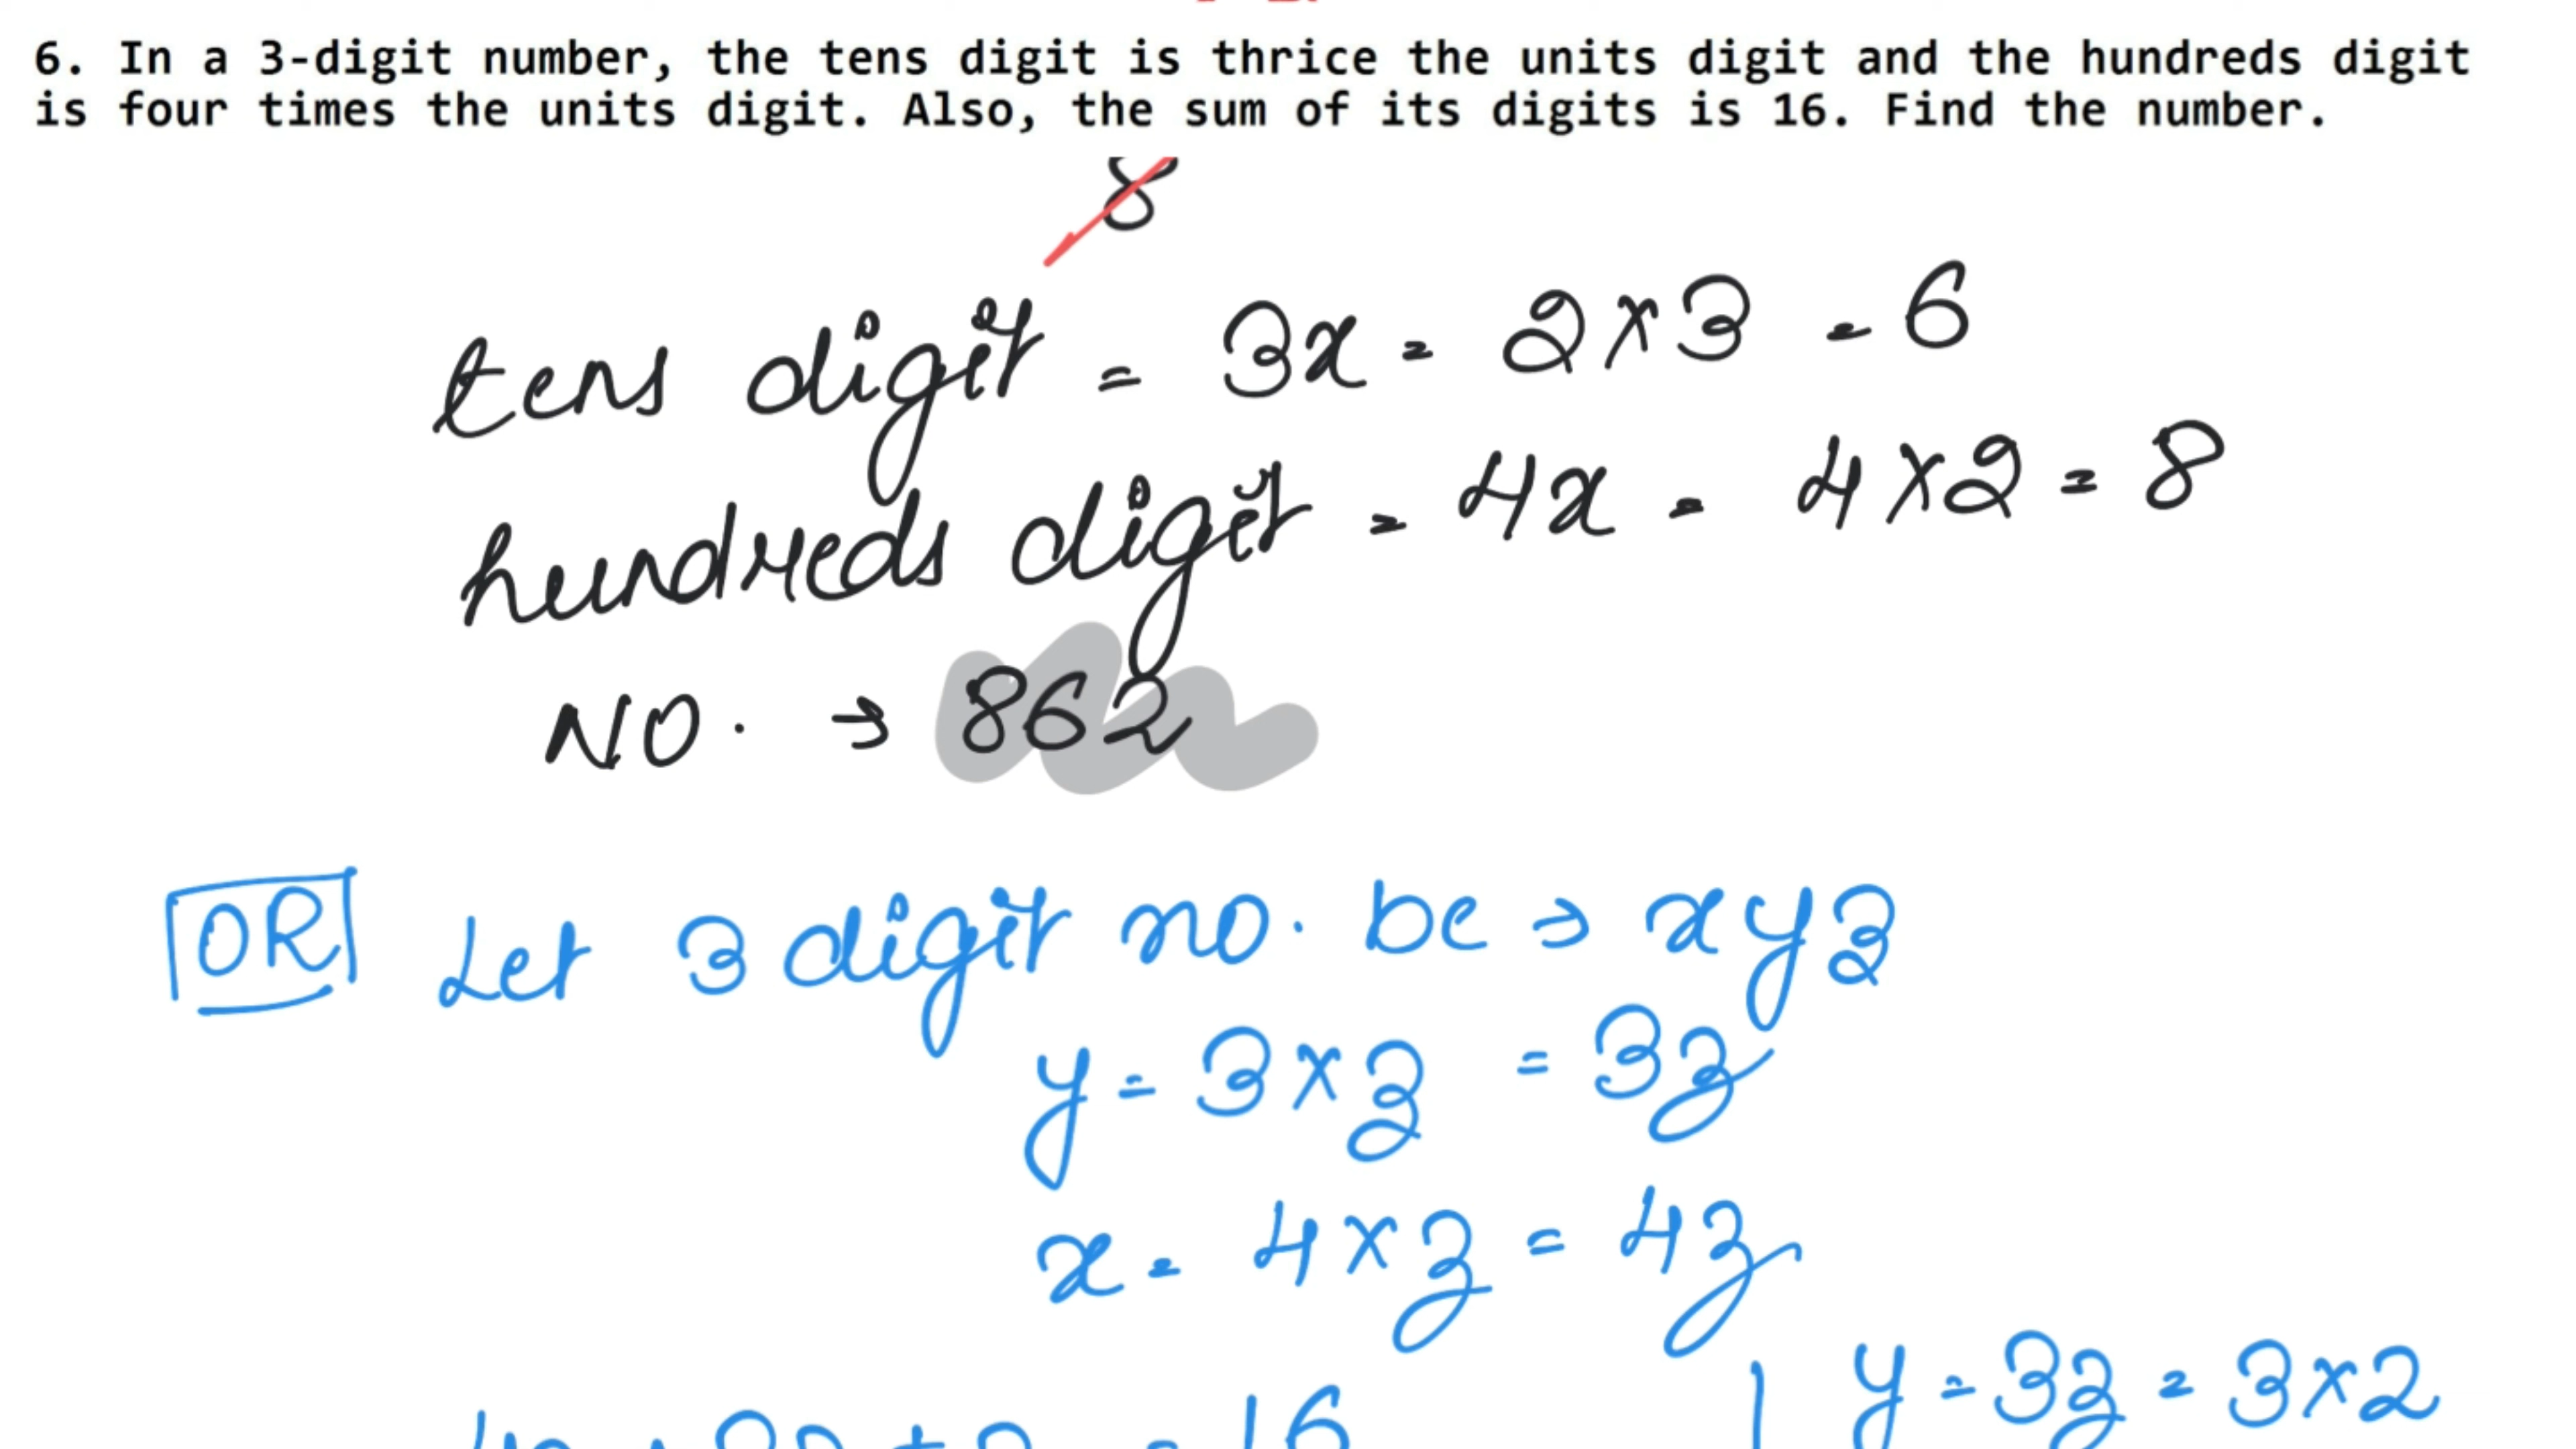 6. In a 3-digit number, the tens digit is thrice the units digit and the hundreds digit
is four times the units digit. Also, the sum of its digits is 16. Find the number.
8
tens digit = 3x = 2×3 = 6
hundreds digit = 4x = 4×2 = 8
NO. → 862
OR Let 3 digit no. be → xyz
y = 3×z = 3z
x = 4×z = 4z
y = 3z = 3×2
= 16